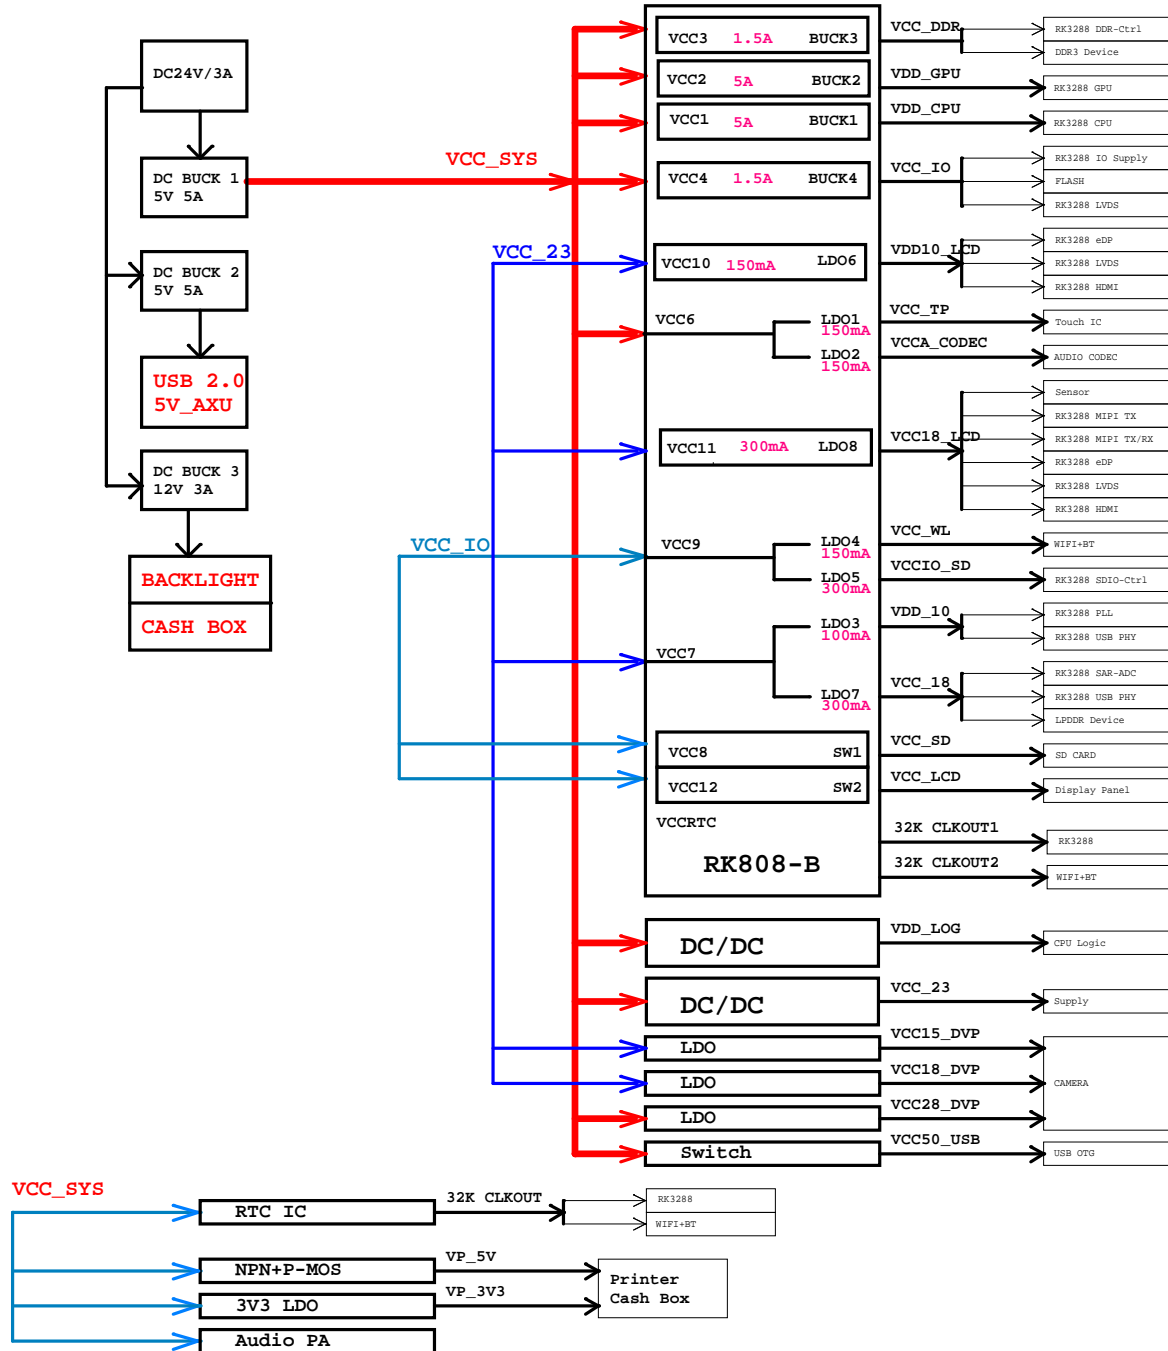 DC24V/3A
DC BUCK 1
5V 5A
DC BUCK 2
5V 5A
USB 2.0
5V_AXU
DC BUCK 3
12V 3A
BACKLIGHT
CASH BOX
VCC_SYS
VCC_23
VCC_IO
VCC3 1.5A BUCK3
VCC2 5A BUCK2
VCC1 5A BUCK1
VCC4 1.5A BUCK4
VCC10 150mA LDO6
VCC6
LDO1
150mA
LDO2
150mA
VCC11 300mA LDO8
VCC9
LDO4
150mA
LDO5
300mA
LDO3
100mA
VCC7
LDO7
300mA
VCC8 SW1
VCC12 SW2
VCCRTC
RK808-B
VCC_DDR
RK3288 DDR-Ctrl
DDR3 Device
VDD_GPU
RK3288 GPU
VDD_CPU
RK3288 CPU
VCC_IO
RK3288 IO Supply
FLASH
RK3288 LVDS
VDD10_LCD
RK3288 eDP
RK3288 LVDS
RK3288 HDMI
VCC_TP
Touch IC
VCCA_CODEC
AUDIO CODEC
VCC18_LCD
Sensor
RK3288 MIPI TX
RK3288 MIPI TX/RX
RK3288 eDP
RK3288 LVDS
RK3288 HDMI
VCC_WL
WIFI+BT
VCCIO_SD
RK3288 SDIO-Ctrl
VDD_10
RK3288 PLL
RK3288 USB PHY
VCC_18
RK3288 SAR-ADC
RK3288 USB PHY
LPDDR Device
VCC_SD
SD CARD
VCC_LCD
Display Panel
32K CLKOUT1
RK3288
32K CLKOUT2
WIFI+BT
DC/DC
VDD_LOG
CPU Logic
DC/DC
VCC_23
Supply
LDO
VCC15_DVP
LDO
VCC18_DVP
CAMERA
LDO
VCC28_DVP
Switch
VCC50_USB
USB OTG
VCC_SYS
RTC IC
32K CLKOUT
RK3288
WIFI+BT
NPN+P-MOS
VP_5V
3V3 LDO
VP_3V3
Printer
Cash Box
Audio PA